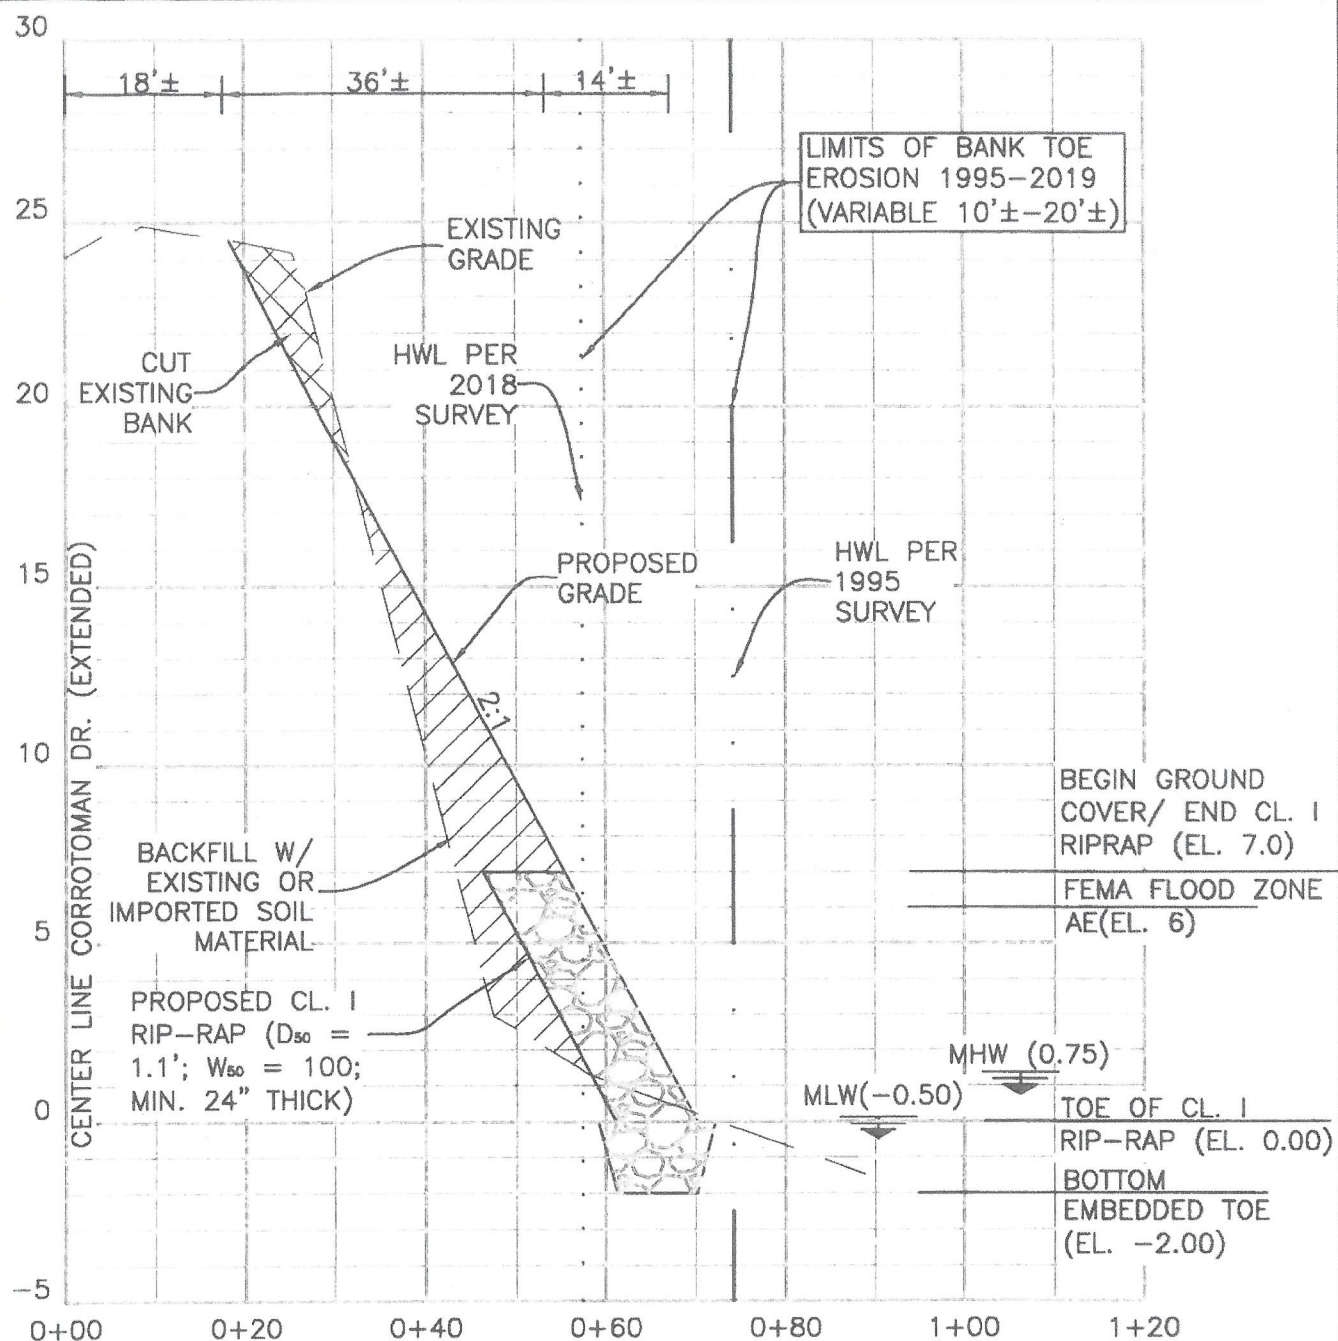 30
18'± 36'± 14'±
LIMITS OF BANK TOE
EROSION 1995-2019
(VARIABLE 10'±-20'±)
25
EXISTING
GRADE
CUT
EXISTING
BANK
HWL PER
2018
SURVEY
20
15
PROPOSED
GRADE
HWL PER
1995
SURVEY
CENTER LINE CORROTOMAN DR. (EXTENDED)
2:1
10
BEGIN GROUND
COVER/ END CL. I
RIPRAP (EL. 7.0)
FEMA FLOOD ZONE
AE(EL. 6)
BACKFILL W/
EXISTING OR
IMPORTED SOIL
MATERIAL
5
PROPOSED CL. I
RIP-RAP (D50 =
1.1'; W50 = 100;
MIN. 24" THICK)
MHW (0.75)
MLW(-0.50)
0
TOE OF CL. I
RIP-RAP (EL. 0.00)
BOTTOM
EMBEDDED TOE
(EL. -2.00)
-5
0+00 0+20 0+40 0+60 0+80 1+00 1+20